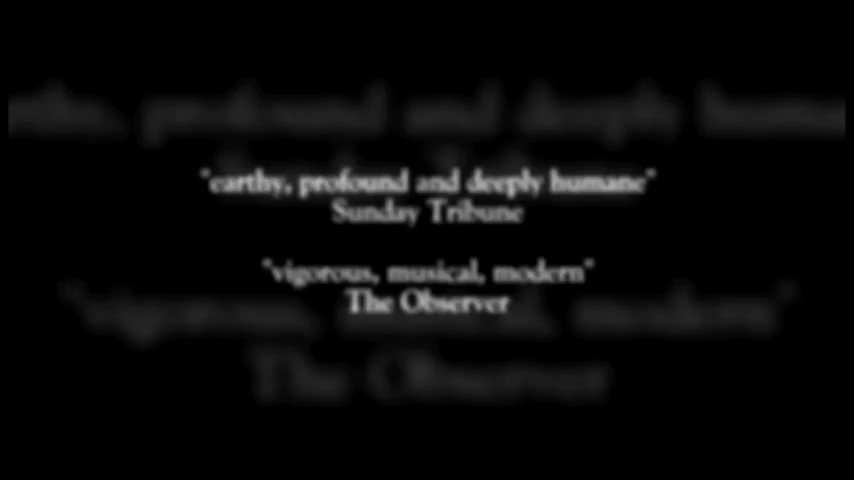 "earthy, profound and deeply humane"
Sunday Tribune
"vigorous, musical, modern"
The Observer